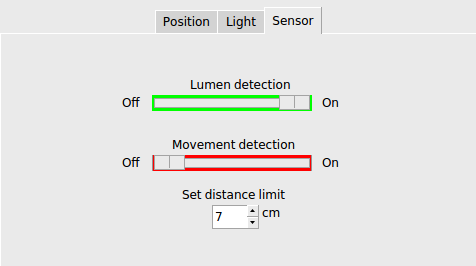 Position Light Sensor
Lumen detection
Off On
Movement detection
Off On
Set distance limit
7 cm